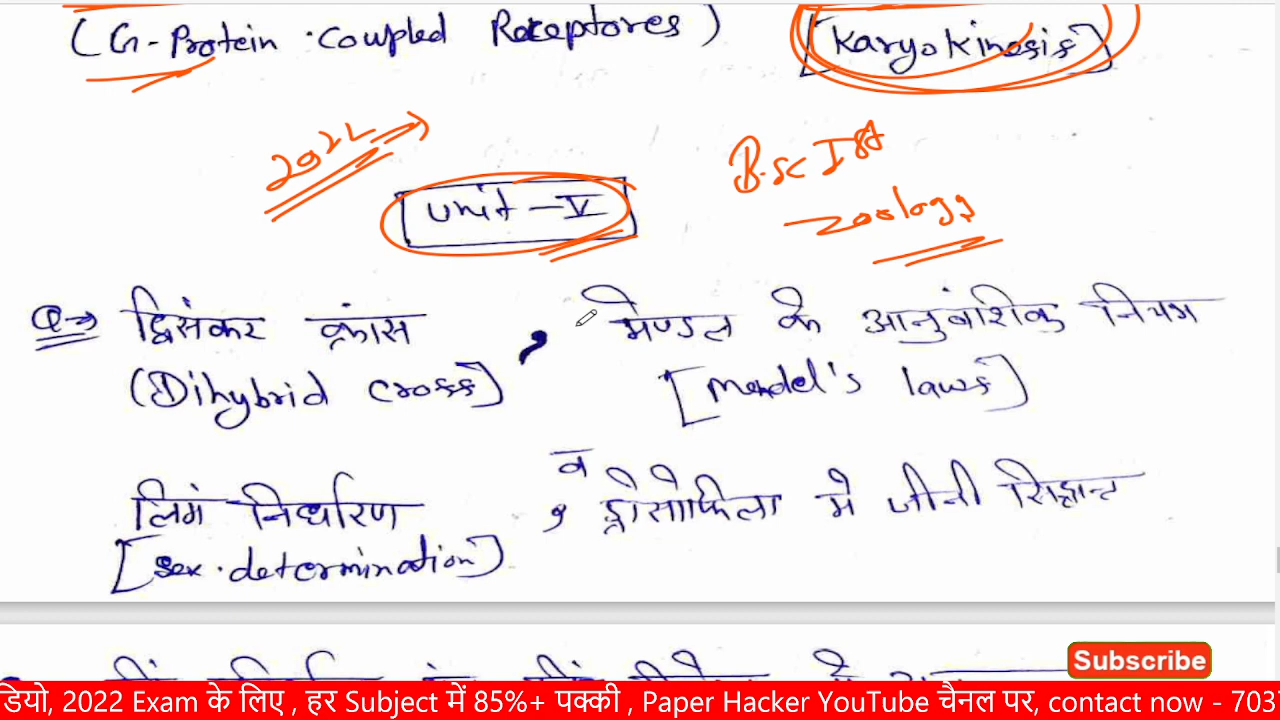 (G-Protein Coupled Receptores)
[Karyokinesis]
2022 →
B.sc Ist
Unit - V
Zoology
Q→ द्विसंकर क्रांस , मेण्डल के आनुवांशिक नियम
(Dihybrid cross) [Mendel's laws]
लिगं निर्धारण व , ड्रोसोफिला मे जीनी सिद्धान्त
[sex.determination]
Subscribe
डियो, 2022 Exam के लिए , हर Subject में 85%+ पक्की , Paper Hacker YouTube चैनल पर, contact now - 703